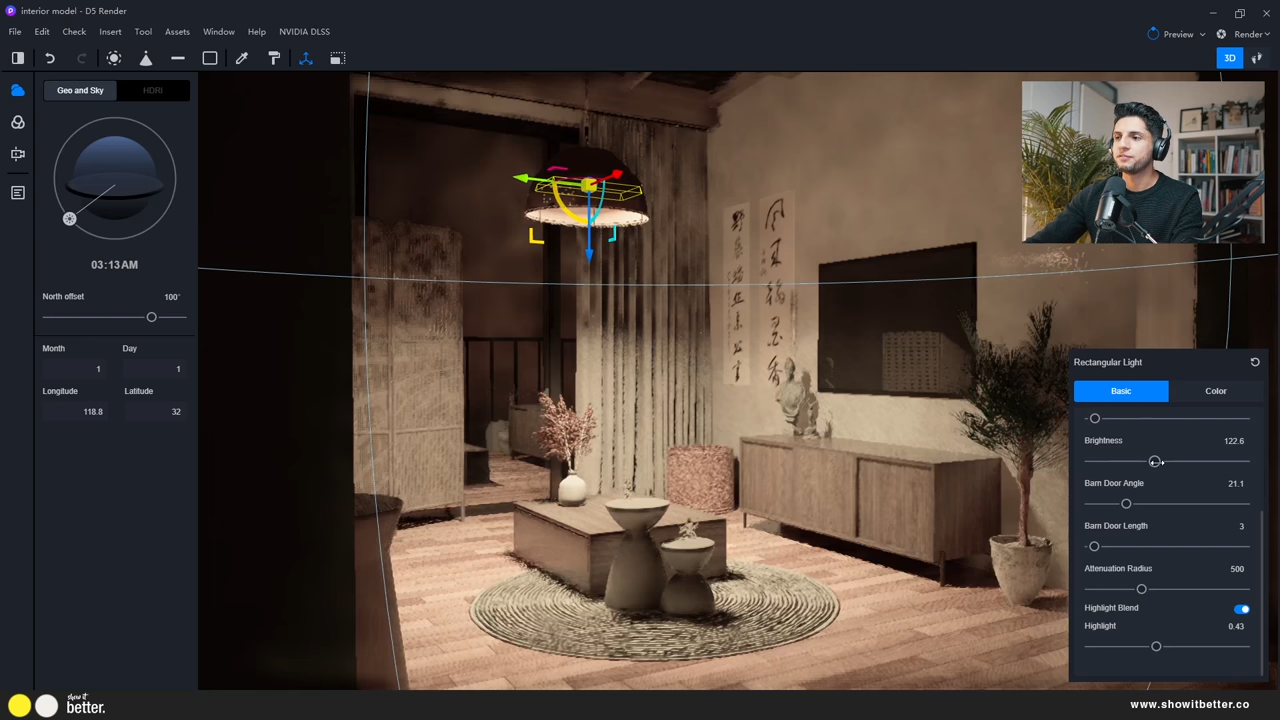 interior model - D5 Render
File Edit Check Insert Tool Assets Window Help NVIDIA DLSS
Preview Render
3D
Geo and Sky HDRI
03:13AM
North offset 100°
Month Day
1 1
Longitude Latitude
118.8 32
Rectangular Light
Basic Color
Brightness 122.6
Barn Door Angle 21.1
Barn Door Length 3
Attenuation Radius 500
Highlight Blend
Highlight 0.43
show it
better.
www.showitbetter.co